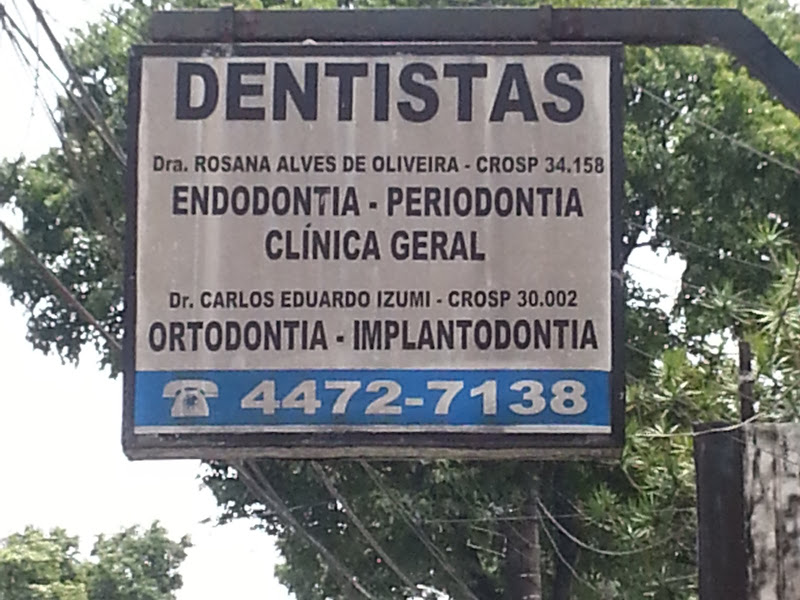 DENTISTAS
Dra. ROSANA ALVES DE OLIVEIRA - CROSP 34.158
ENDODONTIA - PERIODONTIA
CLÍNICA GERAL
Dr. CARLOS EDUARDO IZUMI - CROSP 30.002
ORTODONTIA - IMPLANTODONTIA
☎ 4472-7138